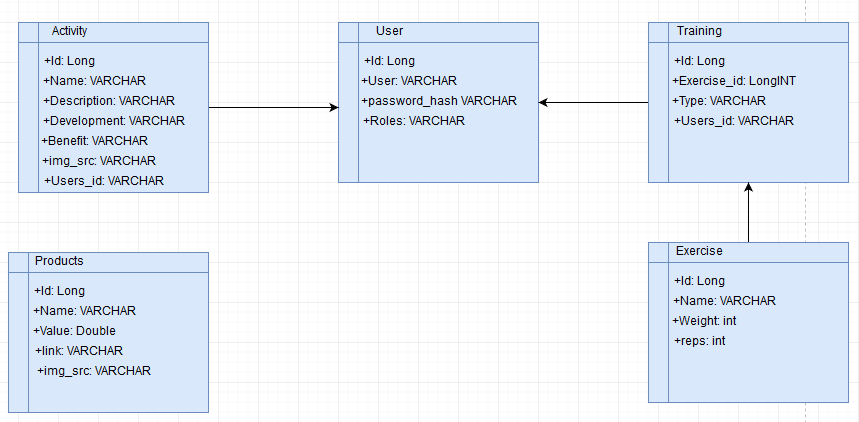 Activity
+Id: Long
+Name: VARCHAR
+Description: VARCHAR
+Development: VARCHAR
+Benefit: VARCHAR
+img_src: VARCHAR
+Users_id: VARCHAR
User
+Id: Long
+User: VARCHAR
+password_hash VARCHAR
+Roles: VARCHAR
Training
+Id: Long
+Exercise_id: LongINT
+Type: VARCHAR
+Users_id: VARCHAR
Products
+Id: Long
+Name: VARCHAR
+Value: Double
+link: VARCHAR
+img_src: VARCHAR
Exercise
+Id: Long
+Name: VARCHAR
+Weight: int
+reps: int